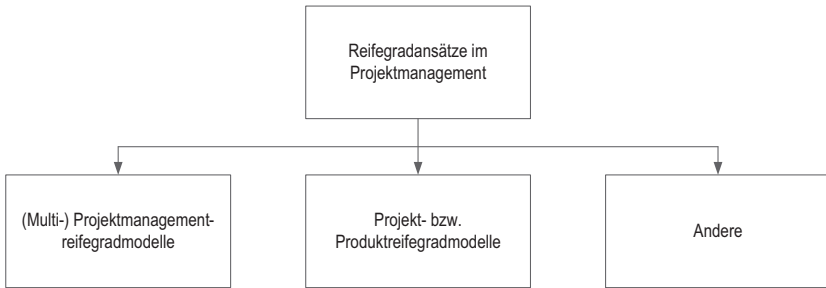 Reifegradansätze im
Projektmanagement
(Multi-) Projektmanagement-
reifegradmodelle
Projekt- bzw.
Produktreifegradmodelle
Andere